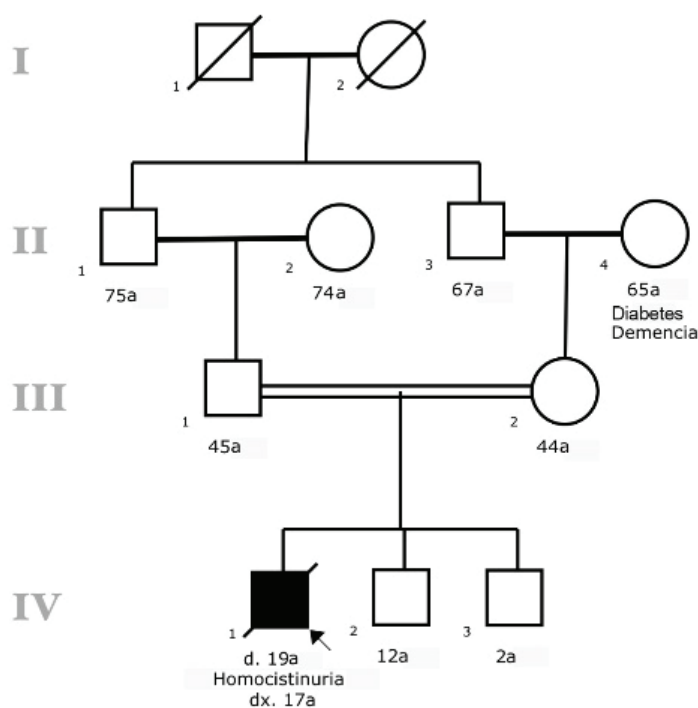 I
1
2
II
1
2
3
4
75a
74a
67a
65a
Diabetes
Demencia
III
1
2
45a
44a
IV
1
2
3
d. 19a
12a
2a
Homocistinuria
dx. 17a